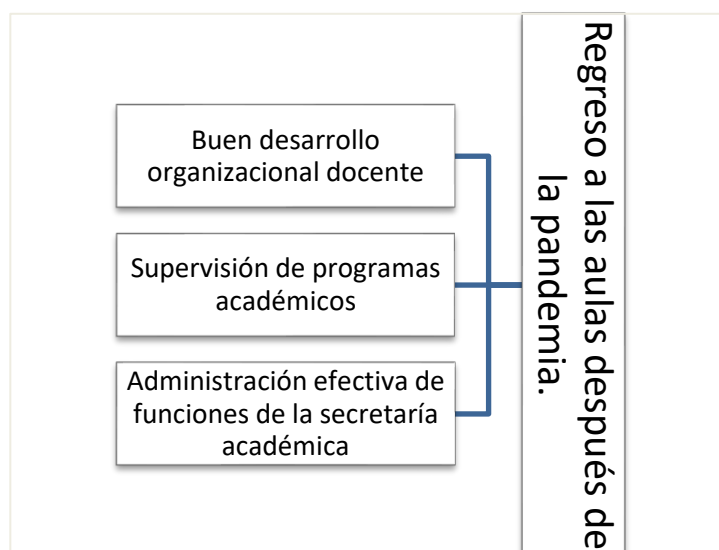 Buen desarrollo
organizacional docente
Supervisión de programas
académicos
Administración efectiva de
funciones de la secretaría
académica
Regreso a las aulas después de
la pandemia.